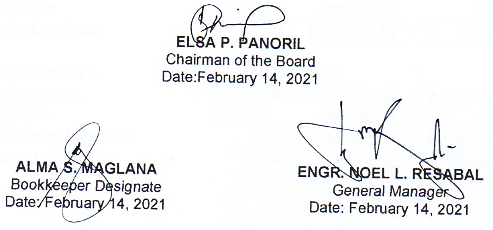 ELSA P. PANORIL
Chairman of the Board
Date:February 14, 2021
ALMA S. MAGLANA
Bookkeeper Designate
Date: February 14, 2021
ENGR. NOEL L. RESABAL
General Manager
Date: February 14, 2021